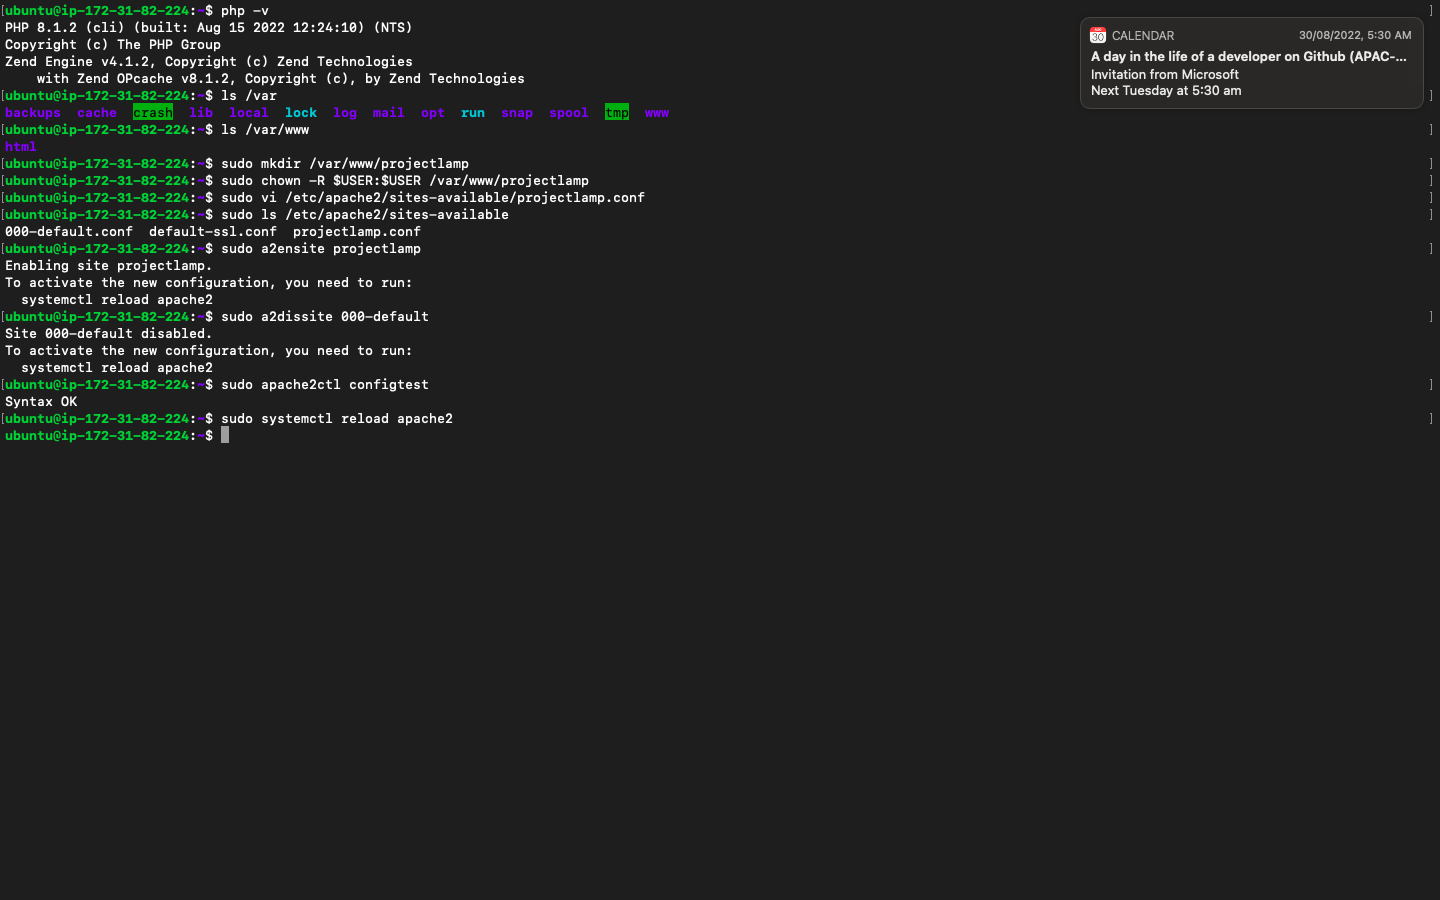 [ubuntu@ip-172-31-82-224:~$ php -v ]
PHP 8.1.2 (cli) (built: Aug 15 2022 12:24:10) (NTS)
Copyright (c) The PHP Group
Zend Engine v4.1.2, Copyright (c) Zend Technologies
    with Zend OPcache v8.1.2, Copyright (c), by Zend Technologies
[ubuntu@ip-172-31-82-224:~$ ls /var ]
backups  cache  crash  lib  local  lock  log  mail  opt  run  snap  spool  tmp  www
[ubuntu@ip-172-31-82-224:~$ ls /var/www ]
html
[ubuntu@ip-172-31-82-224:~$ sudo mkdir /var/www/projectlamp ]
[ubuntu@ip-172-31-82-224:~$ sudo chown -R $USER:$USER /var/www/projectlamp ]
[ubuntu@ip-172-31-82-224:~$ sudo vi /etc/apache2/sites-available/projectlamp.conf ]
[ubuntu@ip-172-31-82-224:~$ sudo ls /etc/apache2/sites-available ]
000-default.conf  default-ssl.conf  projectlamp.conf
[ubuntu@ip-172-31-82-224:~$ sudo a2ensite projectlamp ]
Enabling site projectlamp.
To activate the new configuration, you need to run:
  systemctl reload apache2
[ubuntu@ip-172-31-82-224:~$ sudo a2dissite 000-default ]
Site 000-default disabled.
To activate the new configuration, you need to run:
  systemctl reload apache2
[ubuntu@ip-172-31-82-224:~$ sudo apache2ctl configtest ]
Syntax OK
[ubuntu@ip-172-31-82-224:~$ sudo systemctl reload apache2 ]
ubuntu@ip-172-31-82-224:~$
30 CALENDAR 30/08/2022, 5:30 AM
A day in the life of a developer on Github (APAC-...
Invitation from Microsoft
Next Tuesday at 5:30 am